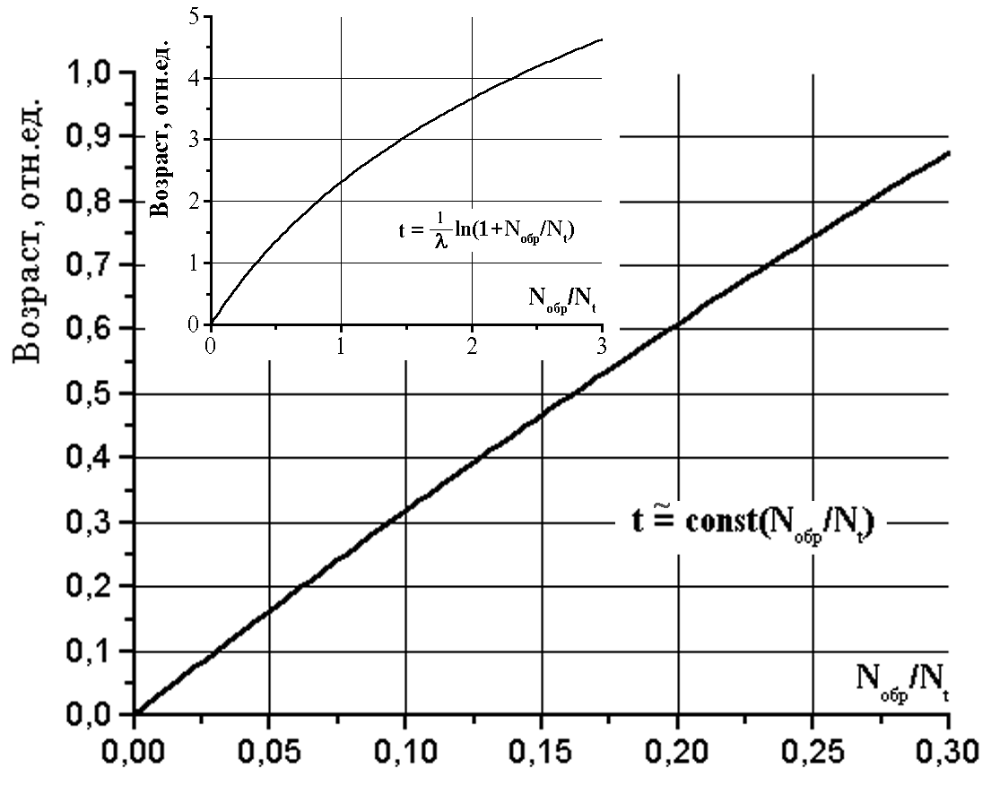 5
4
3
2
1
0
Возраст, отн.ед.
t = 1/λ ln(1+Nобр/Nt)
Nобр/Nt
0 1 2 3
1,0
0,9
0,8
0,7
0,6
0,5
0,4
0,3
0,2
0,1
0,0
Возраст, отн.ед.
t ≅ const(Nобр/Nt)
Nобр/Nt
0,00 0,05 0,10 0,15 0,20 0,25 0,30